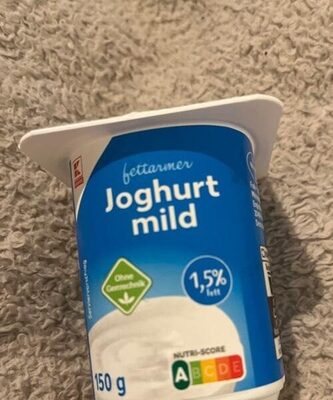 fettarmer
Joghurt
mild
Ohne
Gentechnik
1,5%
Fett
NUTRI-SCORE
A B C D E
150 g